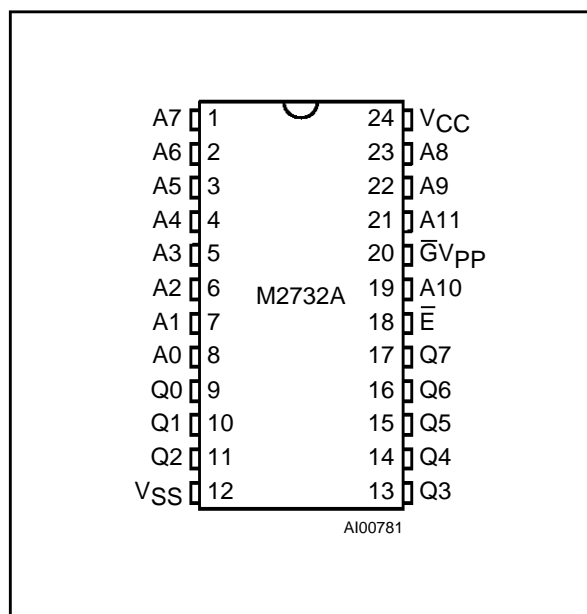 A7 1 24 VCC
A6 2 23 A8
A5 3 22 A9
A4 4 21 A11
A3 5 20 G̅VPP
A2 6 M2732A 19 A10
A1 7 18 E̅
A0 8 17 Q7
Q0 9 16 Q6
Q1 10 15 Q5
Q2 11 14 Q4
VSS 12 13 Q3
AI00781